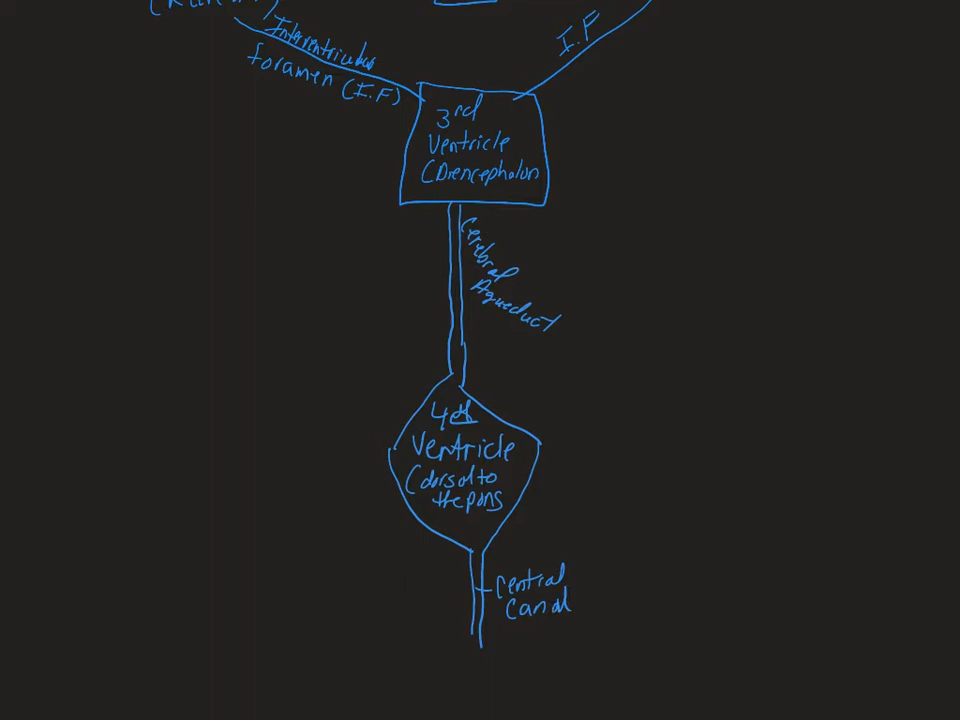 Interventricular
foramen (I.F)
I.F
3rd
Ventricle
(Diencephalon
Cerebral
Aqueduct
4th
Ventricle
(dorsal to
the pons
Central
Canal